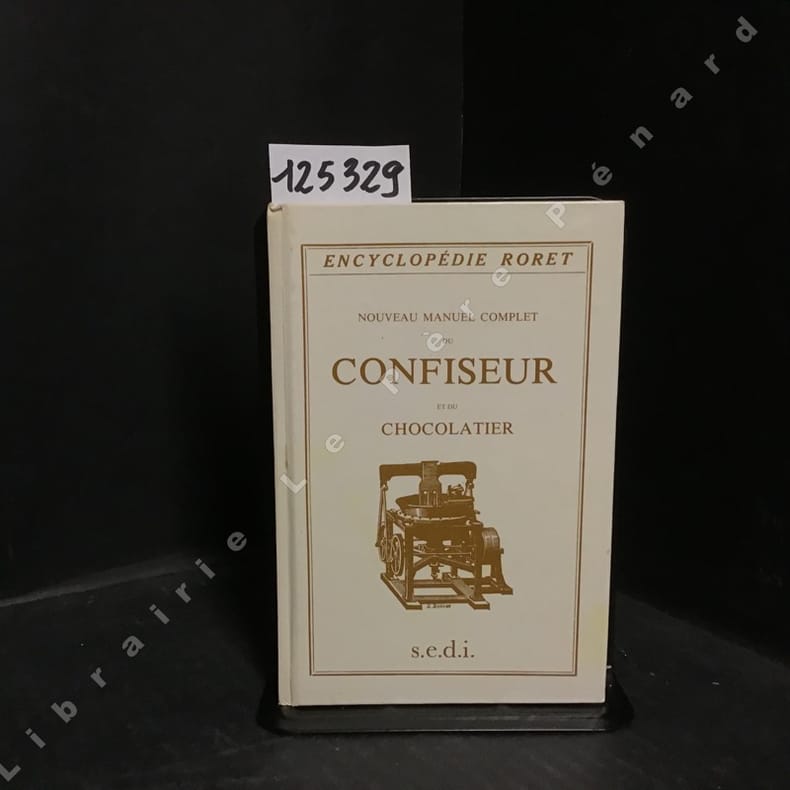 125329
ENCYCLOPÉDIE RORET
NOUVEAU MANUEL COMPLET
DU
CONFISEUR
ET DU
CHOCOLATIER
s.e.d.i.
Librairie Le Père Pénard